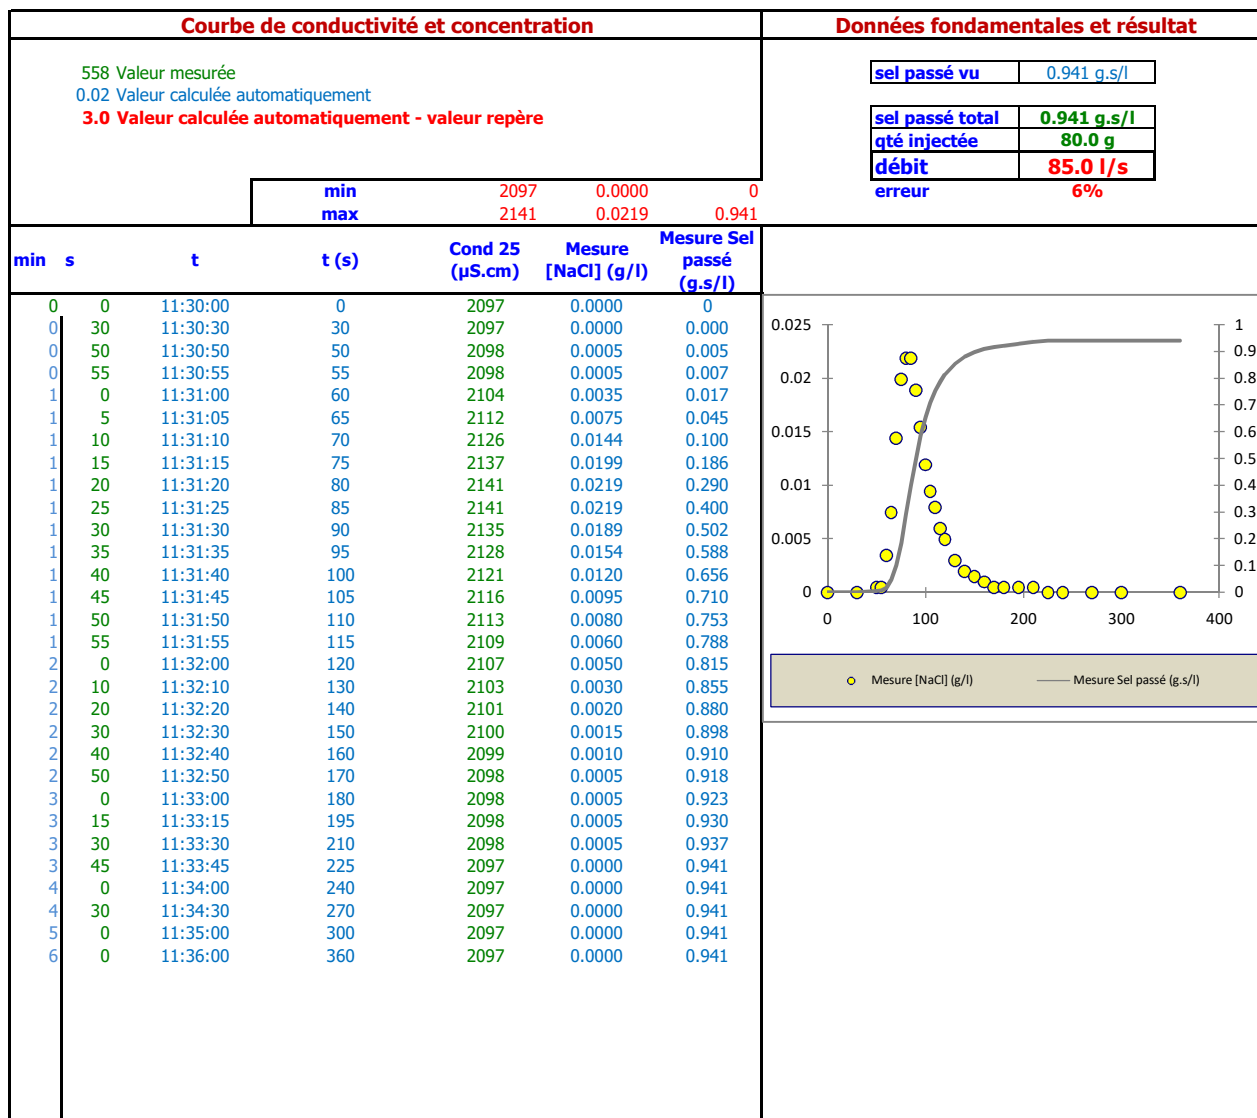 Courbe de conductivité et concentration
Données fondamentales et résultat
558 Valeur mesurée
0.02 Valeur calculée automatiquement
3.0 Valeur calculée automatiquement - valeur repère
sel passé vu 0.941 g.s/l
sel passé total 0.941 g.s/l
qté injectée 80.0 g
débit 85.0 l/s
erreur 6%
min 2097 0.0000 0
max 2141 0.0219 0.941
min s t t (s) Cond 25 (µS.cm) Mesure [NaCl] (g/l) Mesure Sel passé (g.s/l)
0 0 11:30:00 0 2097 0.0000 0
0 30 11:30:30 30 2097 0.0000 0.000
0 50 11:30:50 50 2098 0.0005 0.005
0 55 11:30:55 55 2098 0.0005 0.007
1 0 11:31:00 60 2104 0.0035 0.017
1 5 11:31:05 65 2112 0.0075 0.045
1 10 11:31:10 70 2126 0.0144 0.100
1 15 11:31:15 75 2137 0.0199 0.186
1 20 11:31:20 80 2141 0.0219 0.290
1 25 11:31:25 85 2141 0.0219 0.400
1 30 11:31:30 90 2135 0.0189 0.502
1 35 11:31:35 95 2128 0.0154 0.588
1 40 11:31:40 100 2121 0.0120 0.656
1 45 11:31:45 105 2116 0.0095 0.710
1 50 11:31:50 110 2113 0.0080 0.753
1 55 11:31:55 115 2109 0.0060 0.788
2 0 11:32:00 120 2107 0.0050 0.815
2 10 11:32:10 130 2103 0.0030 0.855
2 20 11:32:20 140 2101 0.0020 0.880
2 30 11:32:30 150 2100 0.0015 0.898
2 40 11:32:40 160 2099 0.0010 0.910
2 50 11:32:50 170 2098 0.0005 0.918
3 0 11:33:00 180 2098 0.0005 0.923
3 15 11:33:15 195 2098 0.0005 0.930
3 30 11:33:30 210 2098 0.0005 0.937
3 45 11:33:45 225 2097 0.0000 0.941
4 0 11:34:00 240 2097 0.0000 0.941
4 30 11:34:30 270 2097 0.0000 0.941
5 0 11:35:00 300 2097 0.0000 0.941
6 0 11:36:00 360 2097 0.0000 0.941
0.025
0.02
0.015
0.01
0.005
0
1
0.9
0.8
0.7
0.6
0.5
0.4
0.3
0.2
0.1
0
0 100 200 300 400
Mesure [NaCl] (g/l) Mesure Sel passé (g.s/l)